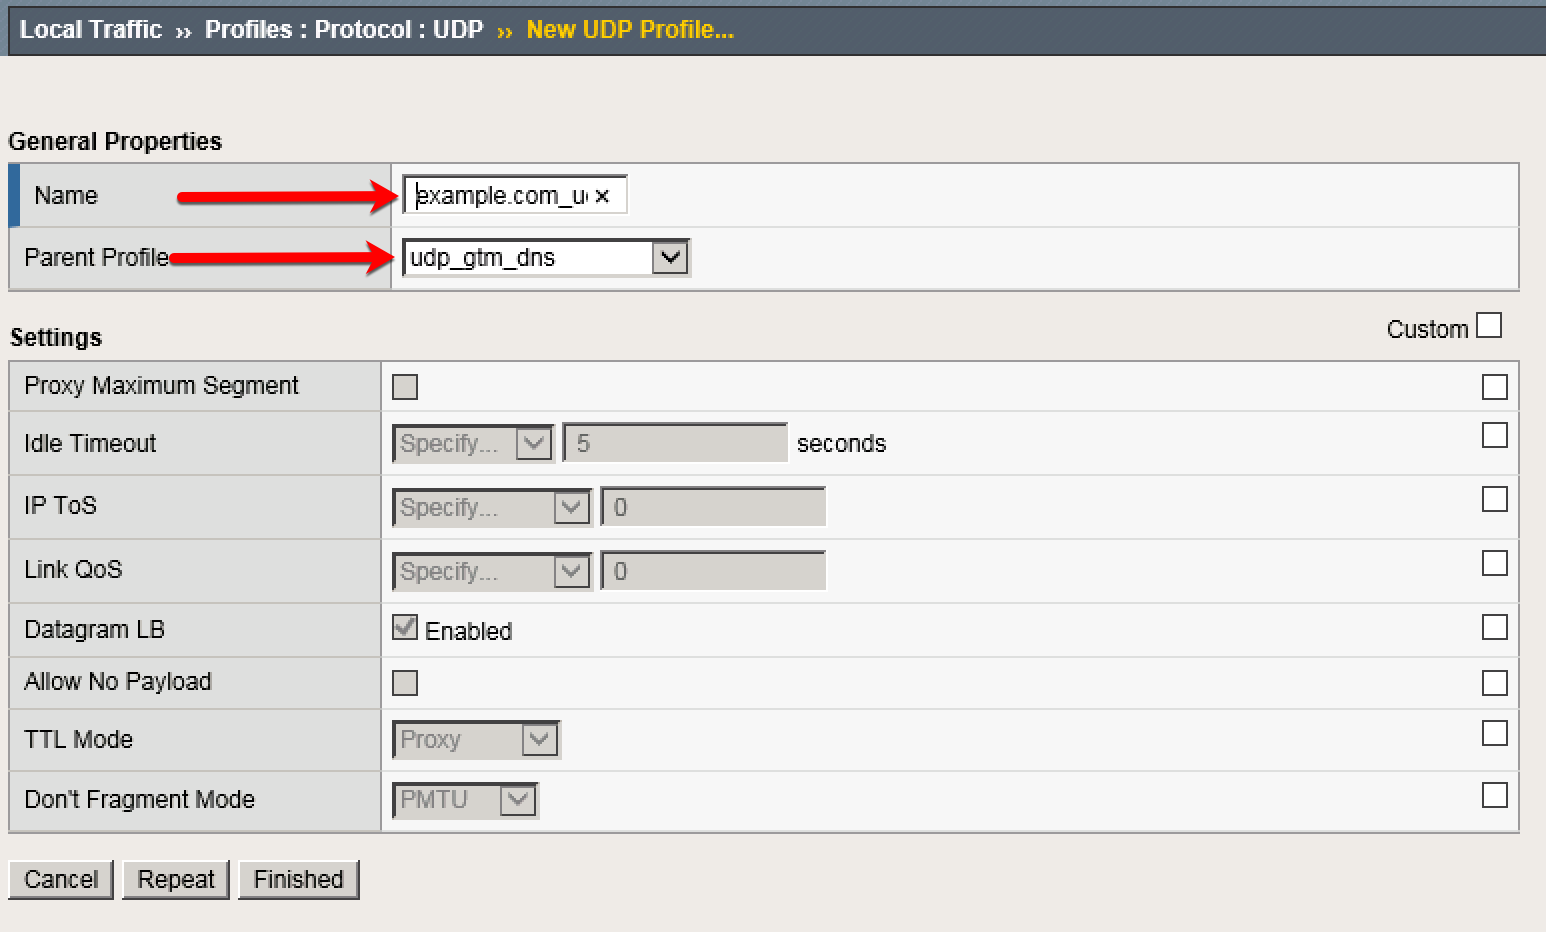 Local Traffic ›› Profiles : Protocol : UDP ›› New UDP Profile...
General Properties
Name example.com_u ×
Parent Profile udp_gtm_dns
Settings Custom
Proxy Maximum Segment
Idle Timeout Specify... 5 seconds
IP ToS Specify... 0
Link QoS Specify... 0
Datagram LB Enabled
Allow No Payload
TTL Mode Proxy
Don't Fragment Mode PMTU
Cancel Repeat Finished